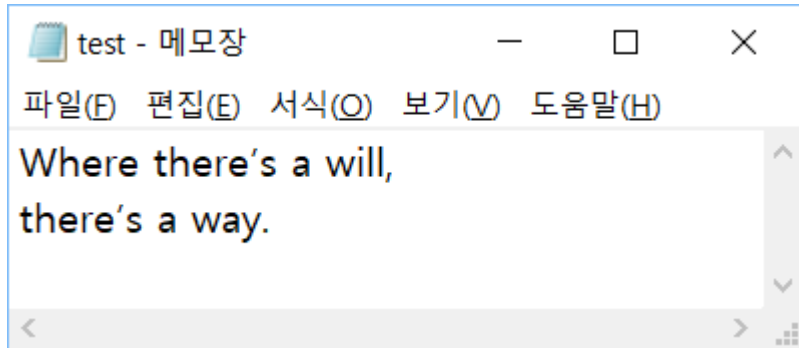 test - 메모장
파일(F) 편집(E) 서식(O) 보기(V) 도움말(H)
Where there's a will,
there's a way.